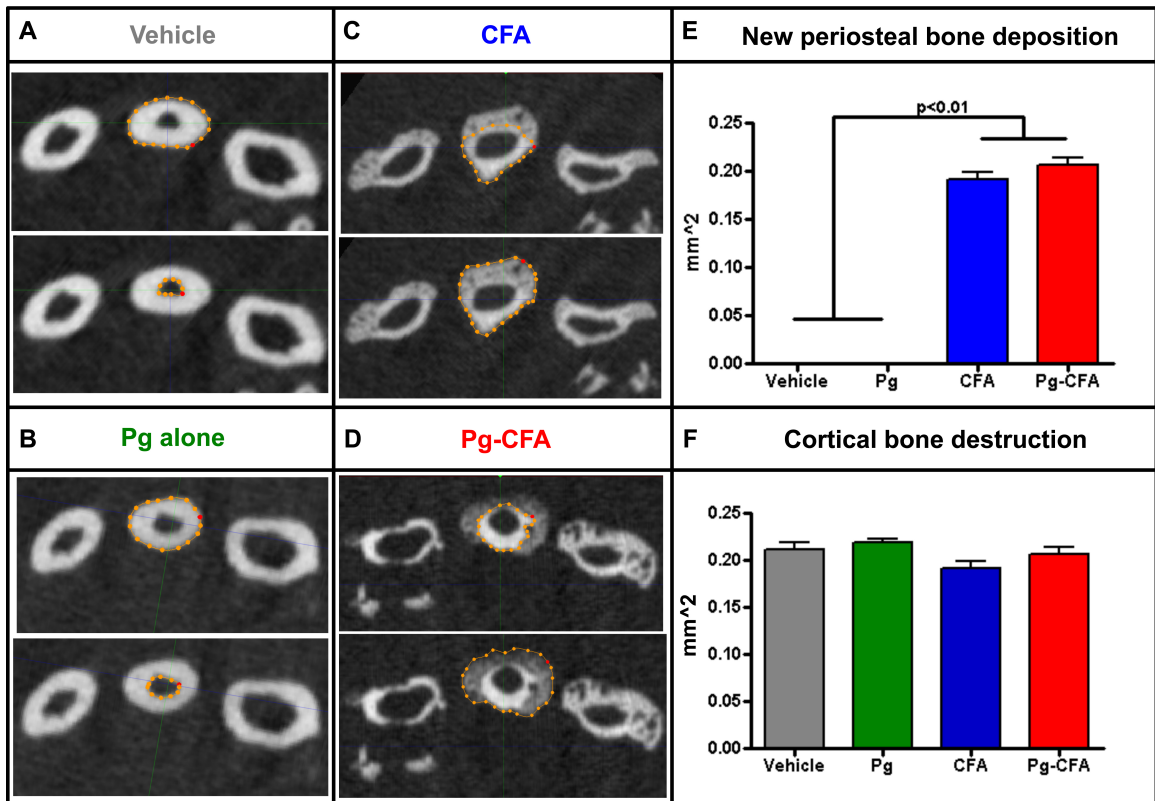 A Vehicle
C CFA
E New periosteal bone deposition
p<0.01
0.25
0.20
0.15
0.10
0.05
0.00
mm^2
Vehicle Pg CFA Pg-CFA
B Pg alone
D Pg-CFA
F Cortical bone destruction
0.25
0.20
0.15
0.10
0.05
0.00
mm^2
Vehicle Pg CFA Pg-CFA